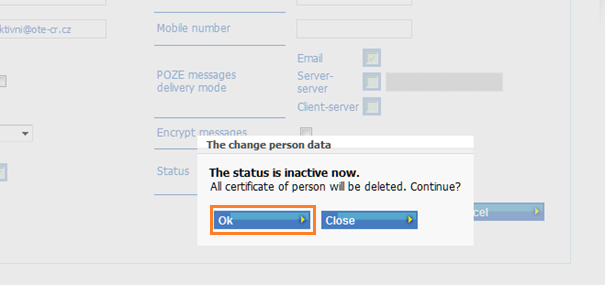 ktivni@ote-cr.cz
Mobile number
Email
POZE messages
delivery mode
Server-
server
Client-server
Encrypt messages
The change person data
Status
The status is inactive now.
All certificate of person will be deleted. Continue?
Ok
Close
cel